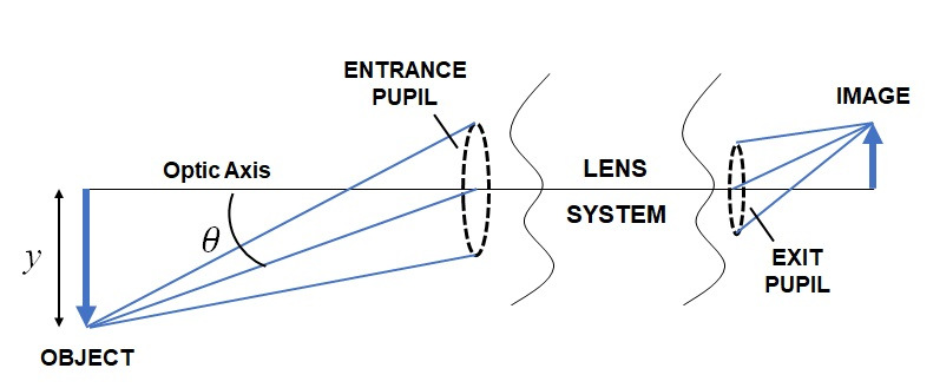 ENTRANCE
PUPIL
IMAGE
Optic Axis
LENS
SYSTEM
θ
y
EXIT
PUPIL
OBJECT